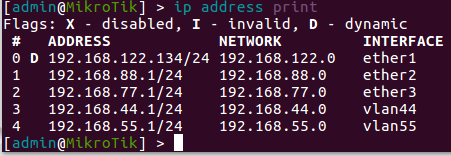 [admin@MikroTik] > ip address print
Flags: X - disabled, I - invalid, D - dynamic
# ADDRESS NETWORK INTERFACE
0 D 192.168.122.134/24 192.168.122.0 ether1
1 192.168.88.1/24 192.168.88.0 ether2
2 192.168.77.1/24 192.168.77.0 ether3
3 192.168.44.1/24 192.168.44.0 vlan44
4 192.168.55.1/24 192.168.55.0 vlan55
[admin@MikroTik] >